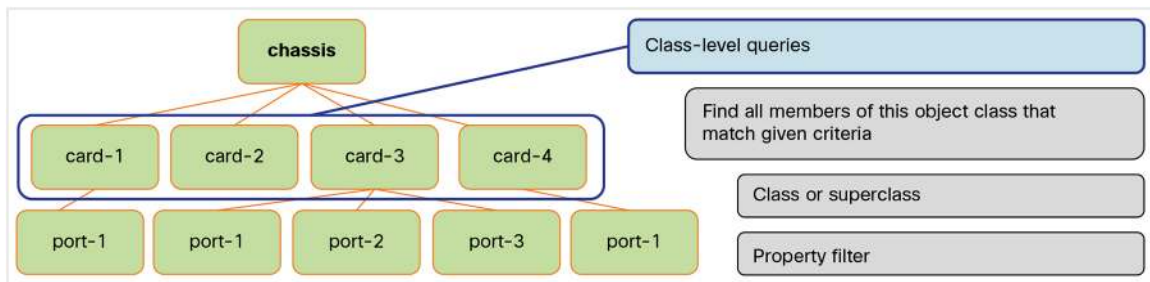 chassis
Class-level queries
Find all members of this object class that
match given criteria
card-1
card-2
card-3
card-4
Class or superclass
port-1
port-1
port-2
port-3
port-1
Property filter